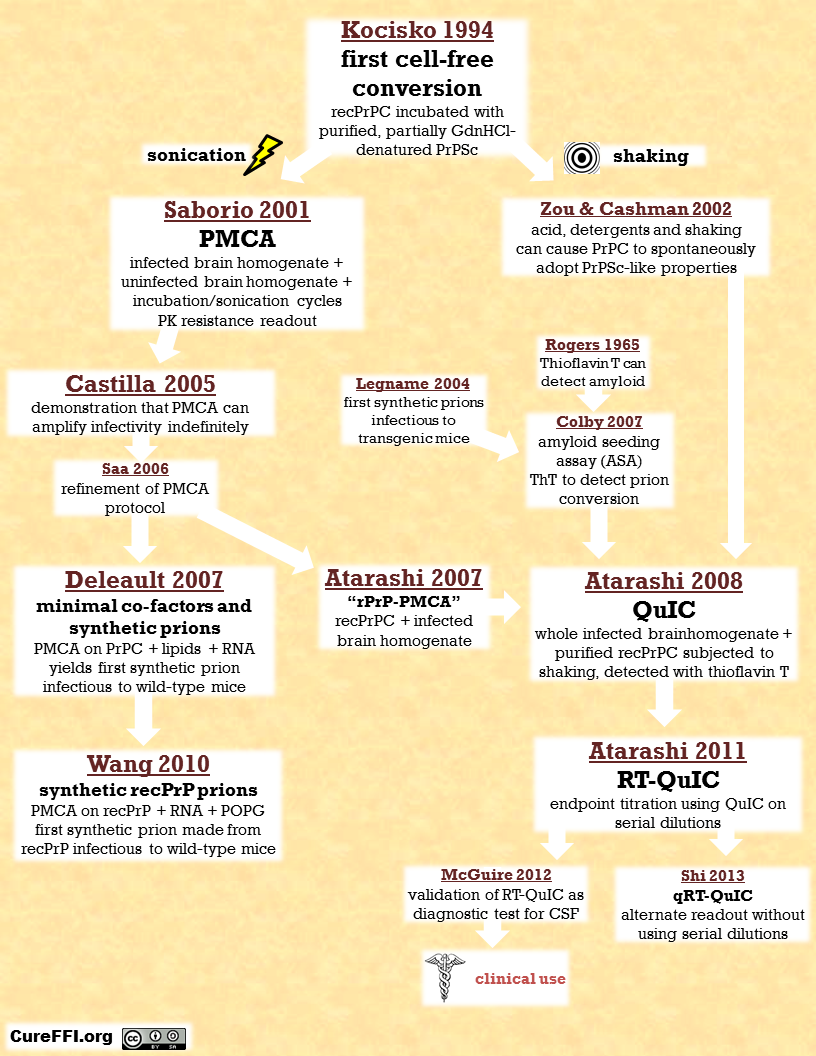 Kocisko 1994
first cell-free
conversion
recPrPC incubated with
purified, partially GdnHCl-
denatured PrPSc
sonication
shaking
Saborio 2001
PMCA
infected brain homogenate +
uninfected brain homogenate +
incubation/sonication cycles
PK resistance readout
Zou & Cashman 2002
acid, detergents and shaking
can cause PrPC to spontaneously
adopt PrPSc-like properties
Rogers 1965
Thioflavin T can
detect amyloid
Castilla 2005
demonstration that PMCA can
amplify infectivity indefinitely
Legname 2004
first synthetic prions
infectious to
transgenic mice
Colby 2007
amyloid seeding
assay (ASA)
ThT to detect prion
conversion
Saa 2006
refinement of PMCA
protocol
Deleault 2007
minimal co-factors and
synthetic prions
PMCA on PrPC + lipids + RNA
yields first synthetic prion
infectious to wild-type mice
Atarashi 2007
“rPrP-PMCA”
recPrPC + infected
brain homogenate
Atarashi 2008
QuIC
whole infected brainhomogenate +
purified recPrPC subjected to
shaking, detected with thioflavin T
Wang 2010
synthetic recPrP prions
PMCA on recPrP + RNA + POPG
first synthetic prion made from
recPrP infectious to wild-type mice
Atarashi 2011
RT-QuIC
endpoint titration using QuIC on
serial dilutions
McGuire 2012
validation of RT-QuIC as
diagnostic test for CSF
Shi 2013
qRT-QuIC
alternate readout without
using serial dilutions
clinical use
CureFFI.org
cc
BY SA